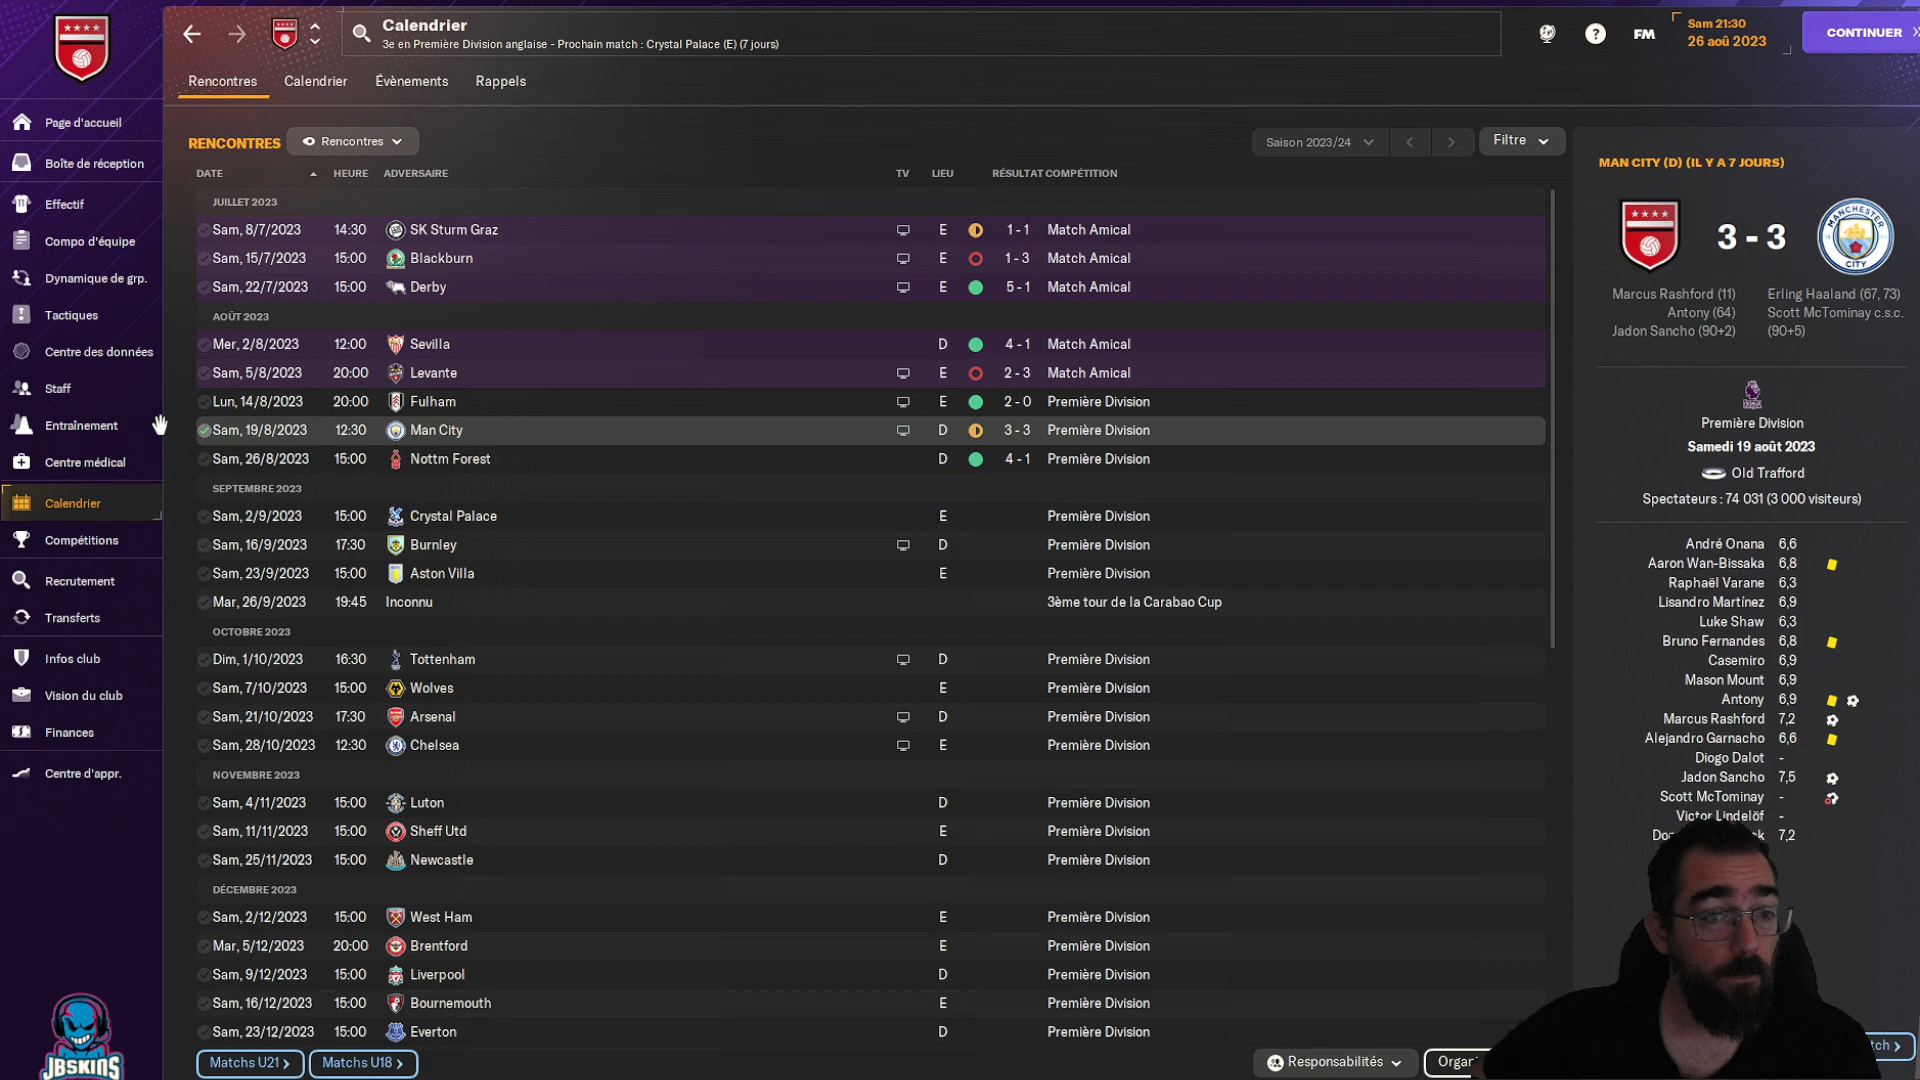 Calendrier
3e en Première Division anglaise - Prochain match : Crystal Palace (E) (7 jours)
FM
Sam 21:30
26 aoû 2023
CONTINUER
Rencontres
Calendrier
Évènements
Rappels
Page d'accueil
Boîte de réception
Effectif
Compo d'équipe
Dynamique de grp.
Tactiques
Centre des données
Staff
Entraînement
Centre médical
Calendrier
Compétitions
Recrutement
Transferts
Infos club
Vision du club
Finances
Centre d'appr.
JBSKINS
RENCONTRES
Rencontres
Saison 2023/24
Filtre
DATE HEURE ADVERSAIRE TV LIEU RÉSULTAT COMPÉTITION
JUILLET 2023
Sam, 8/7/2023 14:30 SK Sturm Graz E 1 - 1 Match Amical
Sam, 15/7/2023 15:00 Blackburn E 1 - 3 Match Amical
Sam, 22/7/2023 15:00 Derby E 5 - 1 Match Amical
AOÛT 2023
Mer, 2/8/2023 12:00 Sevilla D 4 - 1 Match Amical
Sam, 5/8/2023 20:00 Levante E 2 - 3 Match Amical
Lun, 14/8/2023 20:00 Fulham E 2 - 0 Première Division
Sam, 19/8/2023 12:30 Man City D 3 - 3 Première Division
Sam, 26/8/2023 15:00 Nottm Forest D 4 - 1 Première Division
SEPTEMBRE 2023
Sam, 2/9/2023 15:00 Crystal Palace E Première Division
Sam, 16/9/2023 17:30 Burnley D Première Division
Sam, 23/9/2023 15:00 Aston Villa E Première Division
Mar, 26/9/2023 19:45 Inconnu 3ème tour de la Carabao Cup
OCTOBRE 2023
Dim, 1/10/2023 16:30 Tottenham D Première Division
Sam, 7/10/2023 15:00 Wolves E Première Division
Sam, 21/10/2023 17:30 Arsenal D Première Division
Sam, 28/10/2023 12:30 Chelsea E Première Division
NOVEMBRE 2023
Sam, 4/11/2023 15:00 Luton D Première Division
Sam, 11/11/2023 15:00 Sheff Utd E Première Division
Sam, 25/11/2023 15:00 Newcastle D Première Division
DÉCEMBRE 2023
Sam, 2/12/2023 15:00 West Ham E Première Division
Mar, 5/12/2023 20:00 Brentford E Première Division
Sam, 9/12/2023 15:00 Liverpool D Première Division
Sam, 16/12/2023 15:00 Bournemouth E Première Division
Sam, 23/12/2023 15:00 Everton D Première Division
Matchs U21
Matchs U18
Responsabilités
MAN CITY (D) (IL Y A 7 JOURS)
3 - 3
MANCHESTER
CITY
Marcus Rashford (11)
Antony (64)
Jadon Sancho (90+2)
Erling Haaland (67, 73)
Scott McTominay c.s.c.
(90+5)
Première Division
Samedi 19 août 2023
Old Trafford
Spectateurs : 74 031 (3 000 visiteurs)
André Onana 6,6
Aaron Wan-Bissaka 6,8
Raphaël Varane 6,3
Lisandro Martínez 6,9
Luke Shaw 6,3
Bruno Fernandes 6,8
Casemiro 6,9
Mason Mount 6,9
Antony 6,9
Marcus Rashford 7,2
Alejandro Garnacho 6,6
Diogo Dalot -
Jadon Sancho 7,5
Scott McTominay -
Victor Lindelöf -
7,2